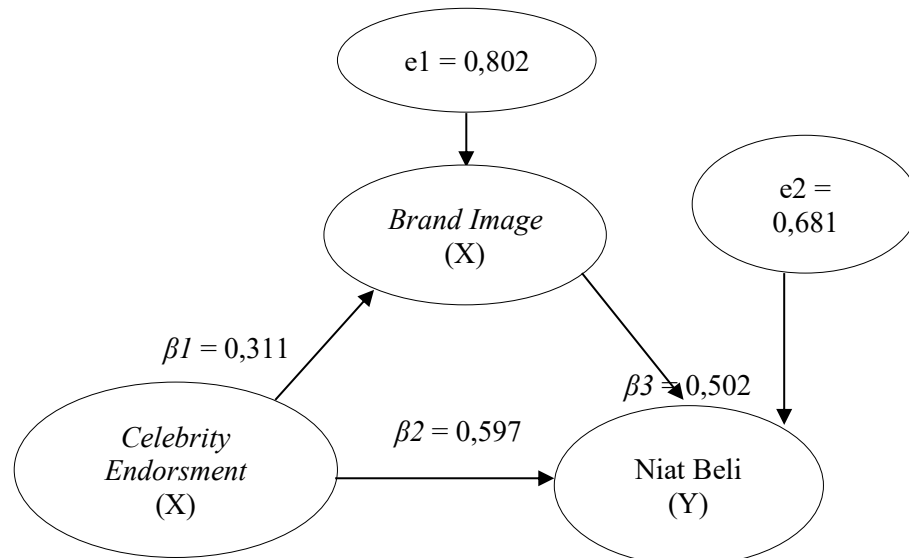 e1 = 0,802
Brand Image
(X)
e2 =
0,681
β1 = 0,311
β3 = 0,502
β2 = 0,597
Celebrity
Endorsment
(X)
Niat Beli
(Y)